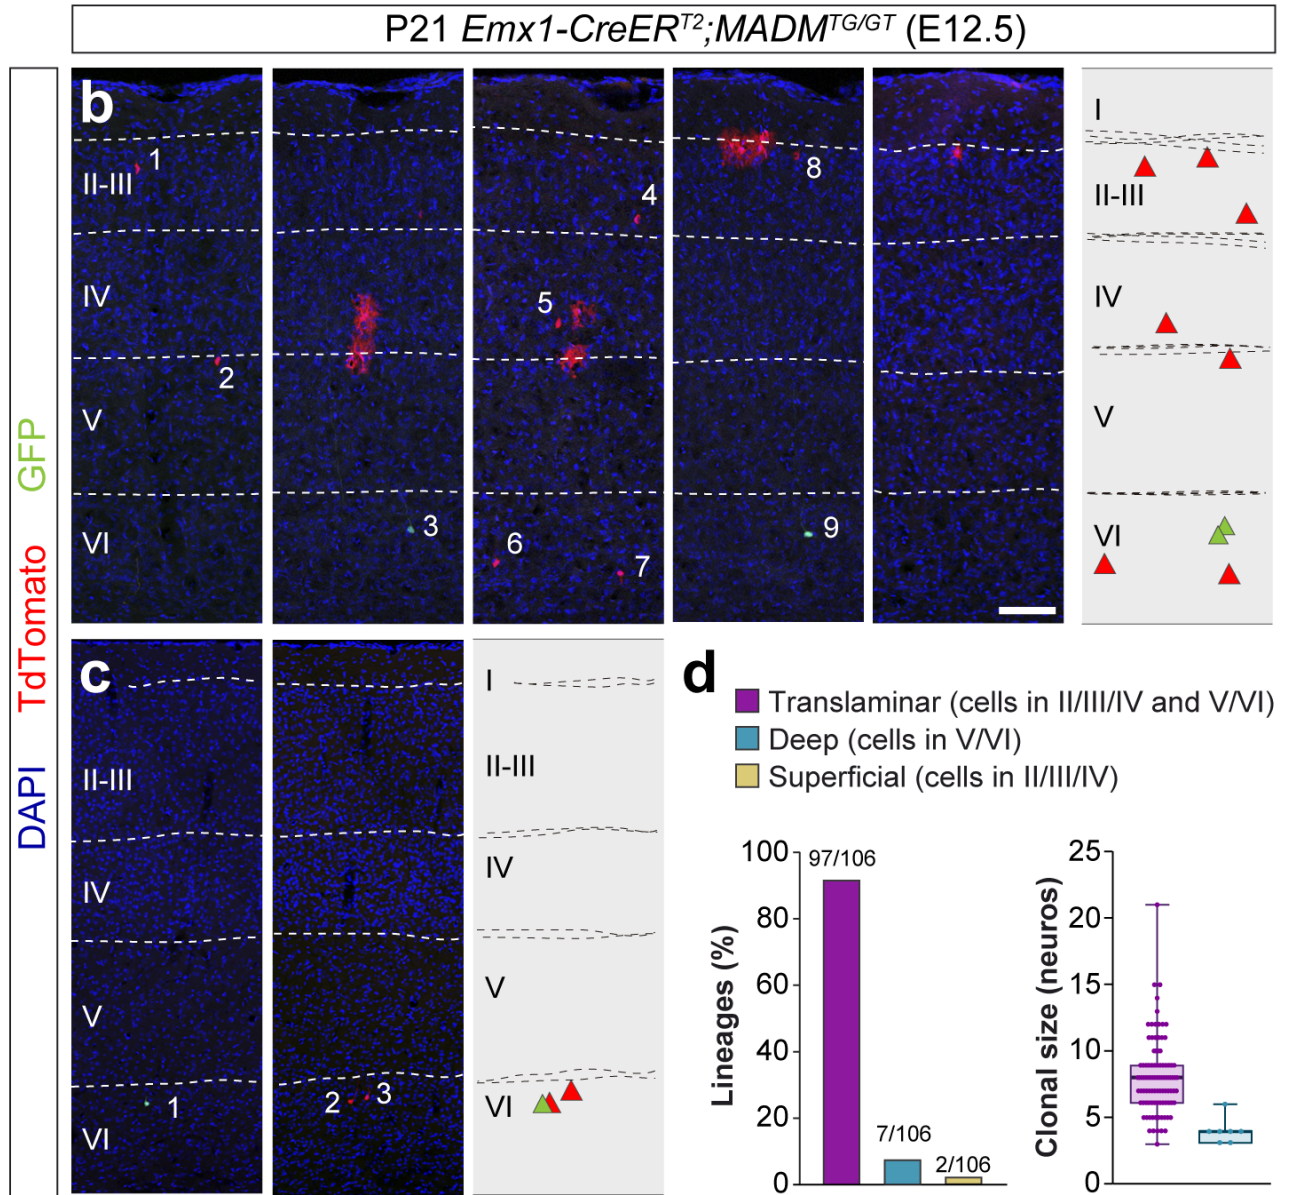 P21 Emx1-CreERT2;MADMTG/GT (E12.5)
DAPI TdTomato GFP
b
II-III
IV
V
VI
1
2
3
4
5
6
7
8
9
I
II-III
IV
V
VI
c
II-III
IV
V
VI
1
2
3
I
II-III
IV
V
VI
d
Translaminar (cells in II/III/IV and V/VI)
Deep (cells in V/VI)
Superficial (cells in II/III/IV)
Lineages (%)
100
80
60
40
20
0
97/106
7/106
2/106
Clonal size (neuros)
25
20
15
10
5
0